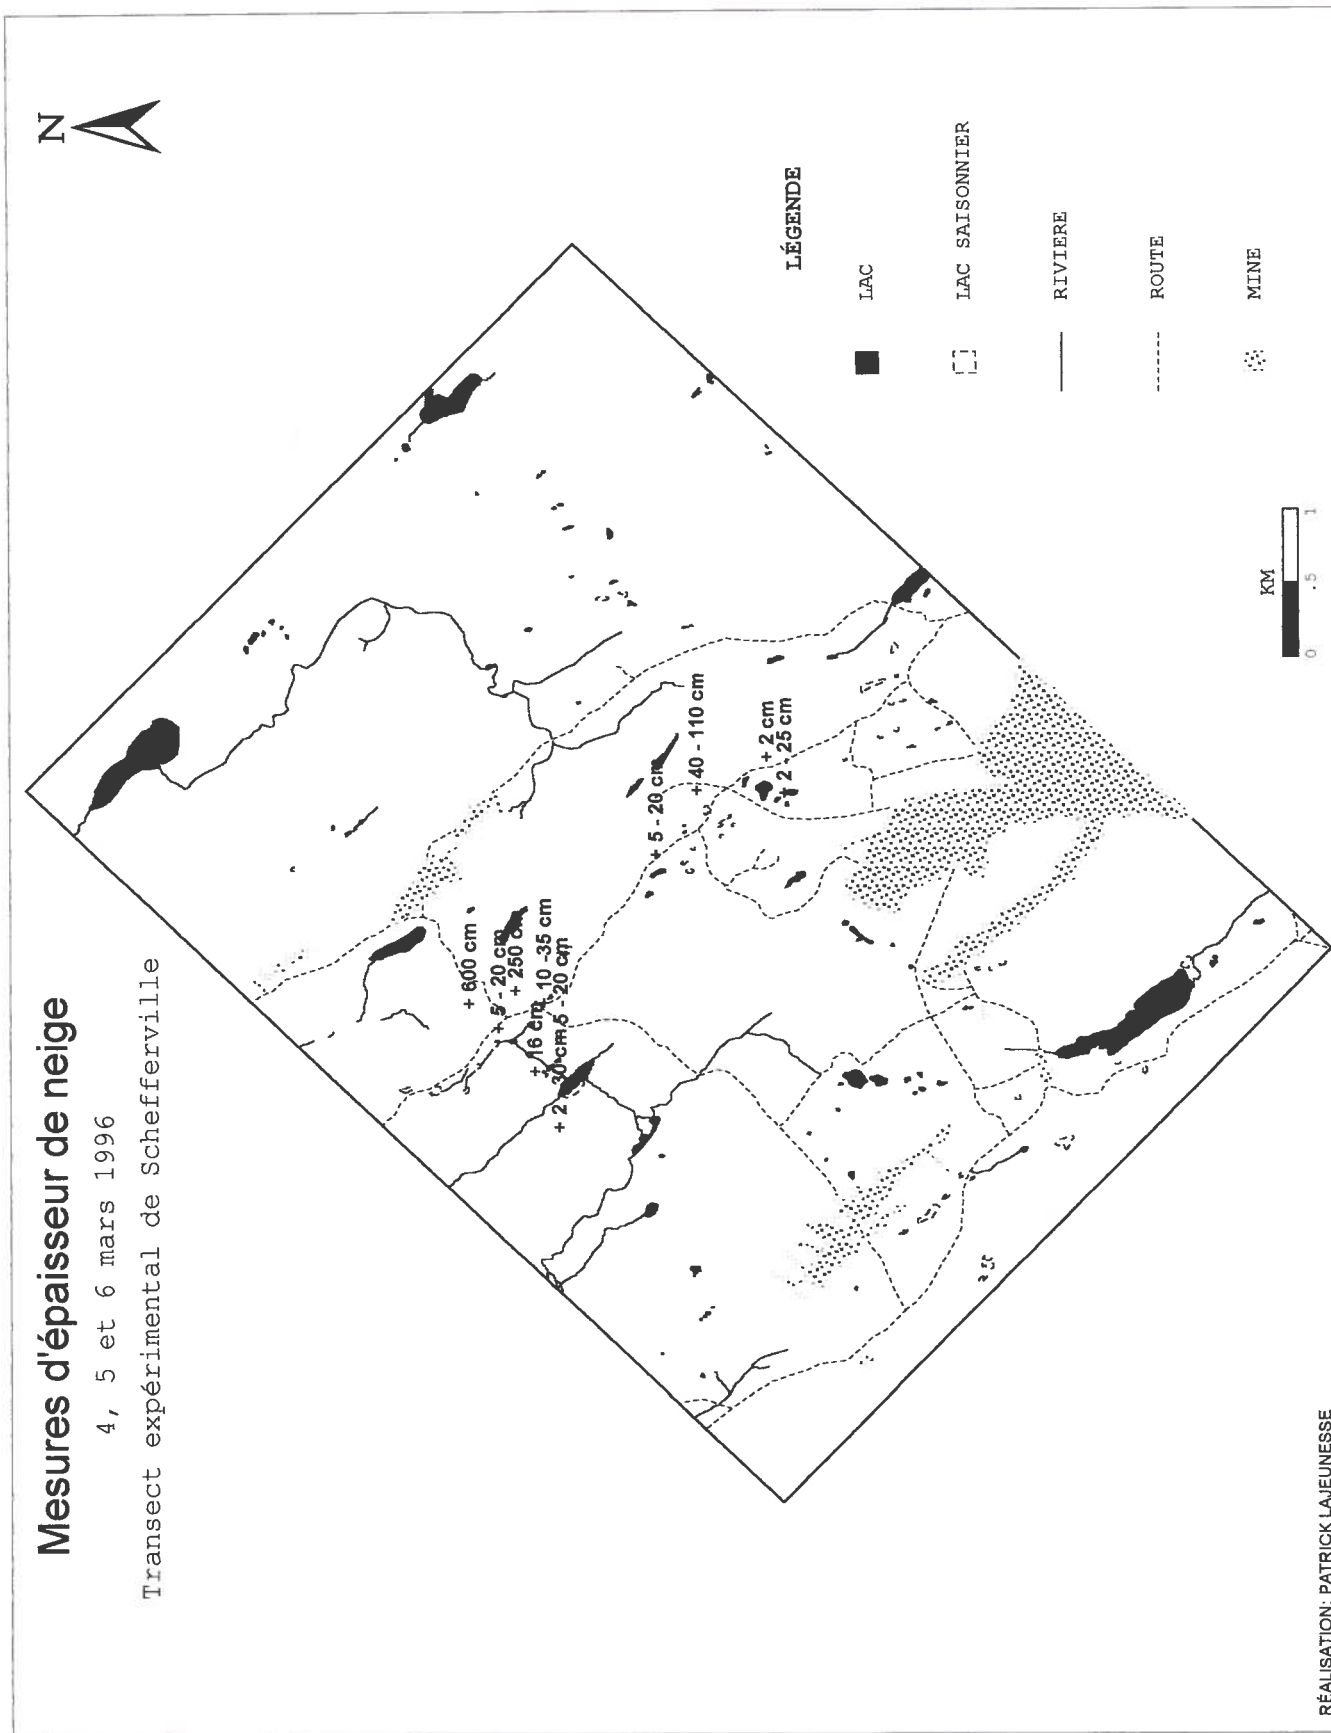 Mesures d'épaisseur de neige
4, 5 et 6 mars 1996
Transect expérimental de Schefferville
N
+ 600 cm
+ 5 - 20 cm
+ 250 cm
+ 10 -35 cm
+ 16 cm
5 - 20 cm
+ 2 30 cm
+ 5 - 20 cm
+ 40 - 110 cm
+ 2 cm
+ 2 - 25 cm
LÉGENDE
LAC
LAC SAISONNIER
RIVIERE
ROUTE
MINE
KM
0 .5 1
RÉALISATION: PATRICK LAJEUNESSE